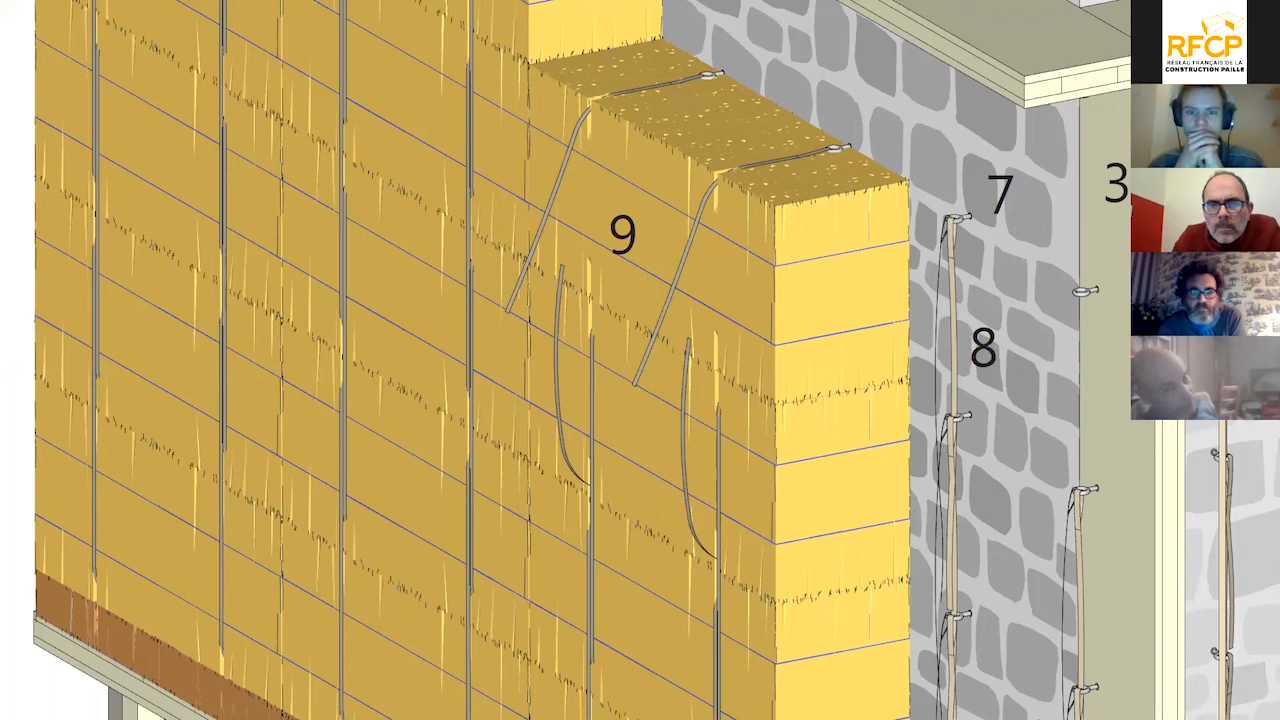 RFCP
RÉSEAU FRANÇAIS DE LA
CONSTRUCTION PAILLE
7
3
9
8